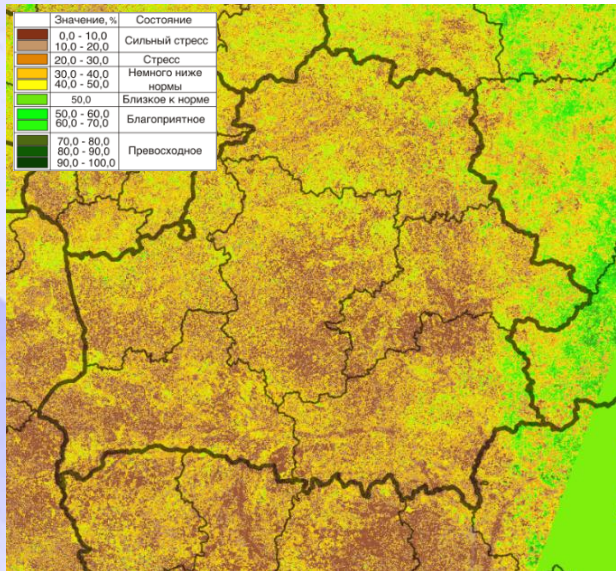 Значение, % Состояние
0,0 - 10,0
10,0 - 20,0
Сильный стресс
20,0 - 30,0 Стресс
30,0 - 40,0
40,0 - 50,0
Немного ниже
нормы
50,0 Близкое к норме
50,0 - 60,0
60,0 - 70,0
Благоприятное
70,0 - 80,0
80,0 - 90,0
90,0 - 100,0
Превосходное